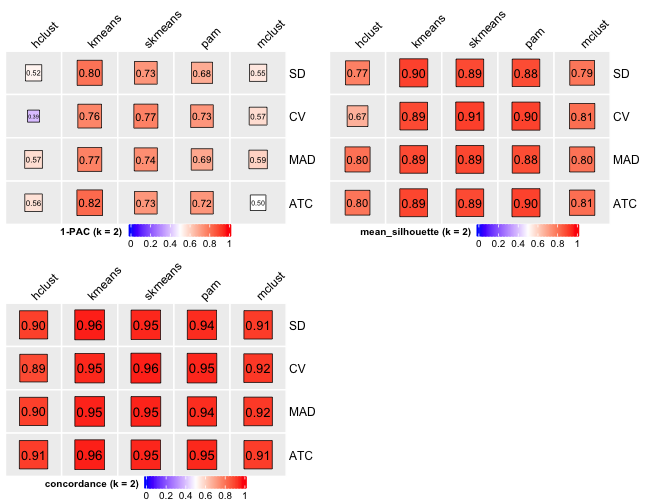 hclust kmeans skmeans pam mclust
0.52 0.80 0.73 0.68 0.55 SD
0.39 0.76 0.77 0.73 0.57 CV
0.57 0.77 0.74 0.69 0.59 MAD
0.56 0.82 0.73 0.72 0.50 ATC
1-PAC (k = 2)
0 0.2 0.4 0.6 0.8 1
hclust kmeans skmeans pam mclust
0.77 0.90 0.89 0.88 0.79 SD
0.67 0.89 0.91 0.90 0.81 CV
0.80 0.89 0.89 0.88 0.80 MAD
0.80 0.89 0.89 0.90 0.81 ATC
mean_silhouette (k = 2)
0 0.2 0.4 0.6 0.8 1
hclust kmeans skmeans pam mclust
0.90 0.96 0.95 0.94 0.91 SD
0.89 0.95 0.96 0.95 0.92 CV
0.90 0.95 0.95 0.94 0.92 MAD
0.91 0.96 0.95 0.95 0.91 ATC
concordance (k = 2)
0 0.2 0.4 0.6 0.8 1